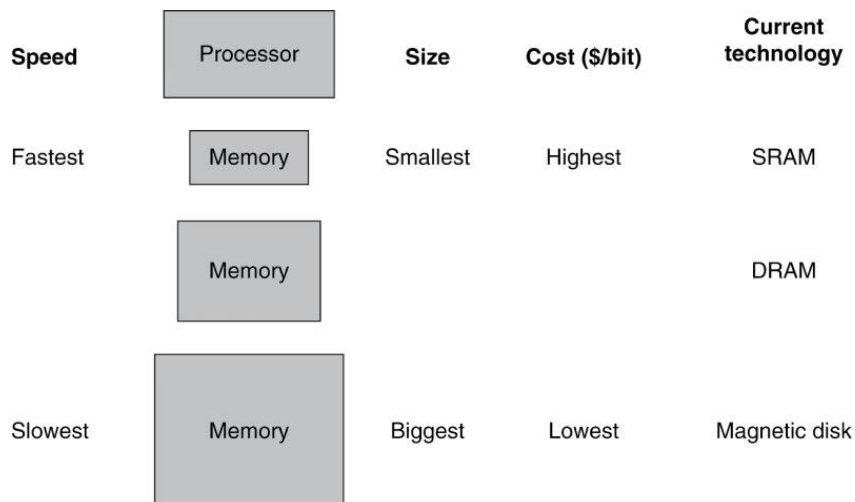 Speed Processor Size Cost ($/bit) Current
technology
Fastest Memory Smallest Highest SRAM
Memory DRAM
Slowest Memory Biggest Lowest Magnetic disk